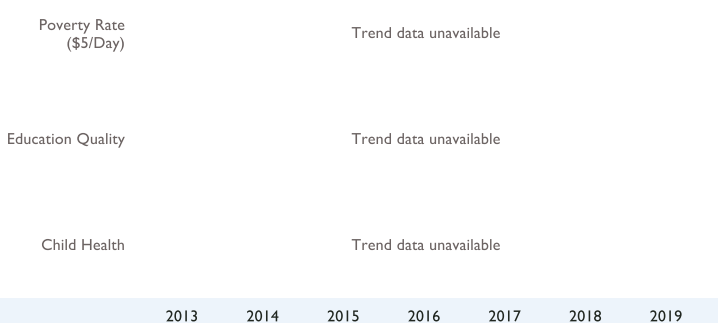 Poverty Rate
($5/Day)
Trend data unavailable
Education Quality
Trend data unavailable
Child Health
Trend data unavailable
2013 2014 2015 2016 2017 2018 2019